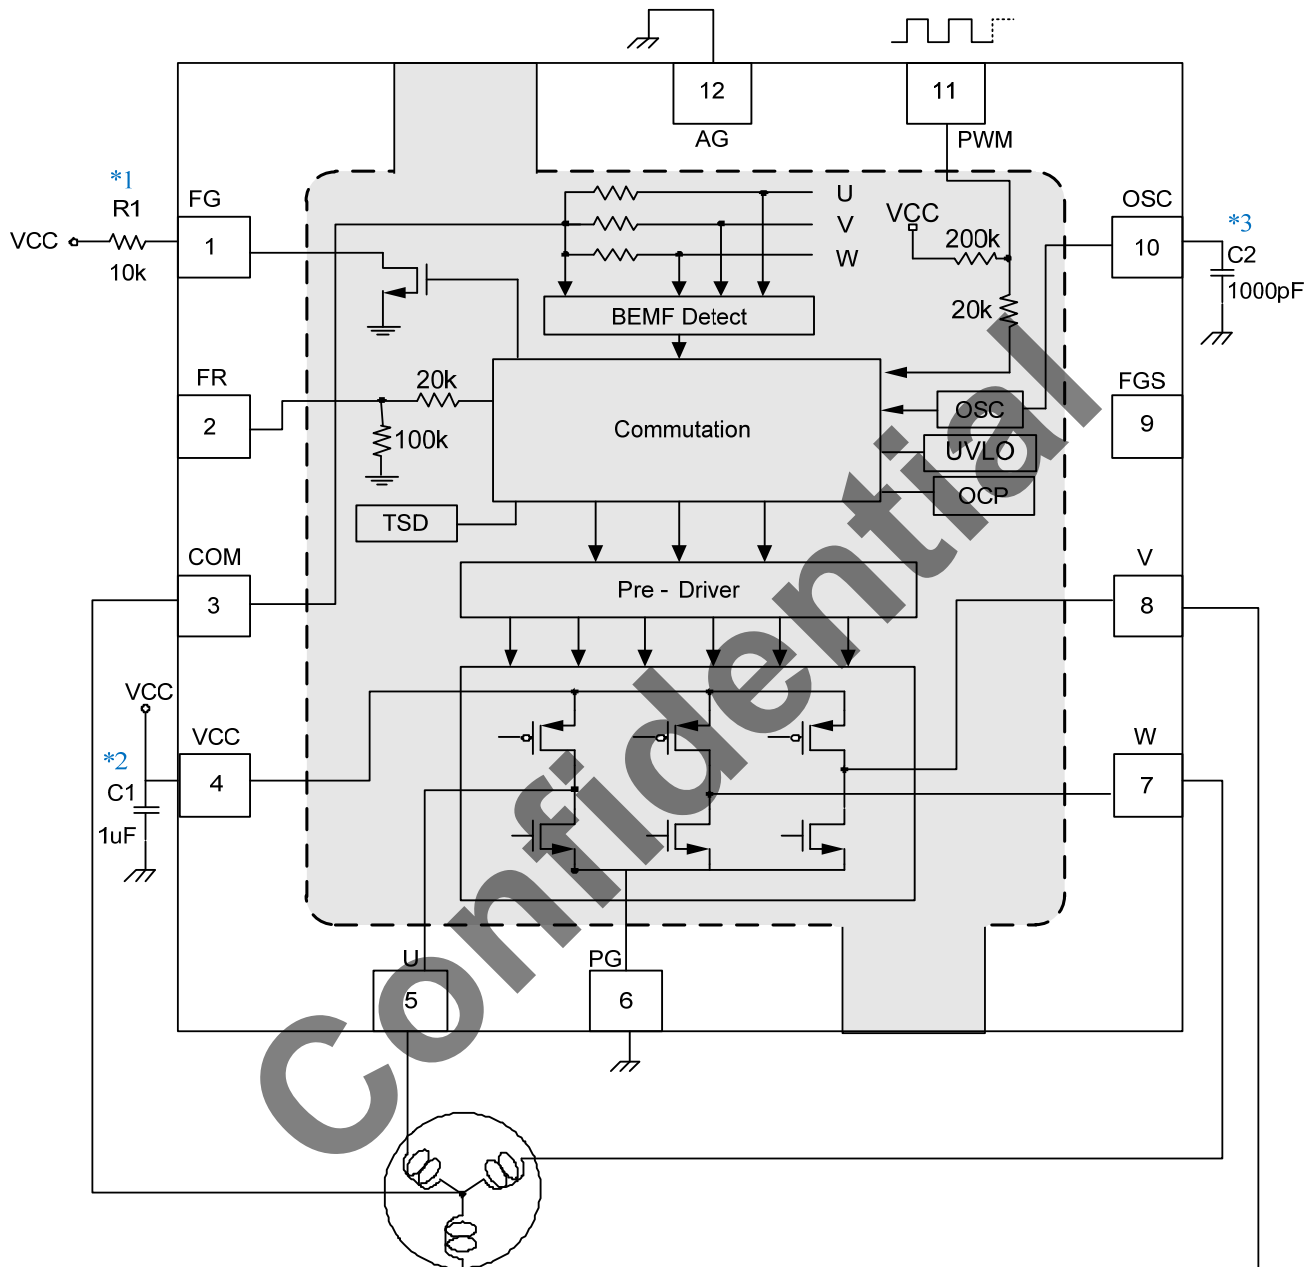 12
AG
11
PWM
*1
R1
VCC
10k
FG
1
U
V
W
VCC
200k
20k
OSC
10
*3
C2
1000pF
BEMF Detect
FR
2
20k
100k
Commutation
OSC
UVLO
OCP
FGS
9
TSD
COM
3
Pre - Driver
V
8
VCC
*2
C1
1uF
VCC
4
W
7
U
5
PG
6
Confidential